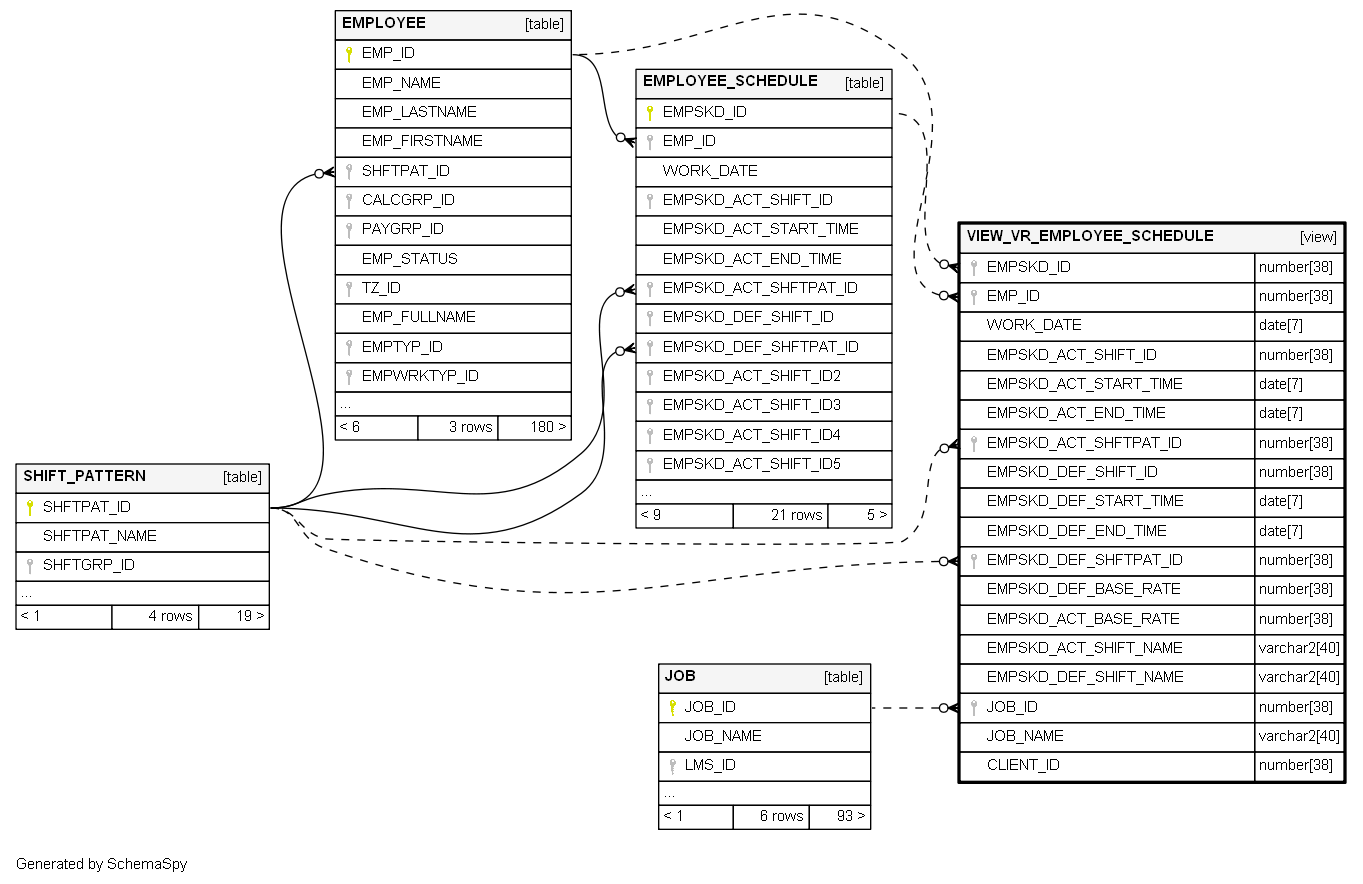 EMPLOYEE [table]
EMP_ID
EMP_NAME
EMP_LASTNAME
EMP_FIRSTNAME
SHFTPAT_ID
CALCGRP_ID
PAYGRP_ID
EMP_STATUS
TZ_ID
EMP_FULLNAME
EMPTYP_ID
EMPWRKTYP_ID
...
< 6 3 rows 180 >
EMPLOYEE_SCHEDULE [table]
EMPSKD_ID
EMP_ID
WORK_DATE
EMPSKD_ACT_SHIFT_ID
EMPSKD_ACT_START_TIME
EMPSKD_ACT_END_TIME
EMPSKD_ACT_SHFTPAT_ID
EMPSKD_DEF_SHIFT_ID
EMPSKD_DEF_SHFTPAT_ID
EMPSKD_ACT_SHIFT_ID2
EMPSKD_ACT_SHIFT_ID3
EMPSKD_ACT_SHIFT_ID4
EMPSKD_ACT_SHIFT_ID5
...
< 9 21 rows 5 >
VIEW_VR_EMPLOYEE_SCHEDULE [view]
EMPSKD_ID number[38]
EMP_ID number[38]
WORK_DATE date[7]
EMPSKD_ACT_SHIFT_ID number[38]
EMPSKD_ACT_START_TIME date[7]
EMPSKD_ACT_END_TIME date[7]
EMPSKD_ACT_SHFTPAT_ID number[38]
EMPSKD_DEF_SHIFT_ID number[38]
EMPSKD_DEF_START_TIME date[7]
EMPSKD_DEF_END_TIME date[7]
EMPSKD_DEF_SHFTPAT_ID number[38]
EMPSKD_DEF_BASE_RATE number[38]
EMPSKD_ACT_BASE_RATE number[38]
EMPSKD_ACT_SHIFT_NAME varchar2[40]
EMPSKD_DEF_SHIFT_NAME varchar2[40]
JOB_ID number[38]
JOB_NAME varchar2[40]
CLIENT_ID number[38]
SHIFT_PATTERN [table]
SHFTPAT_ID
SHFTPAT_NAME
SHFTGRP_ID
...
< 1 4 rows 19 >
JOB [table]
JOB_ID
JOB_NAME
LMS_ID
...
< 1 6 rows 93 >
Generated by SchemaSpy